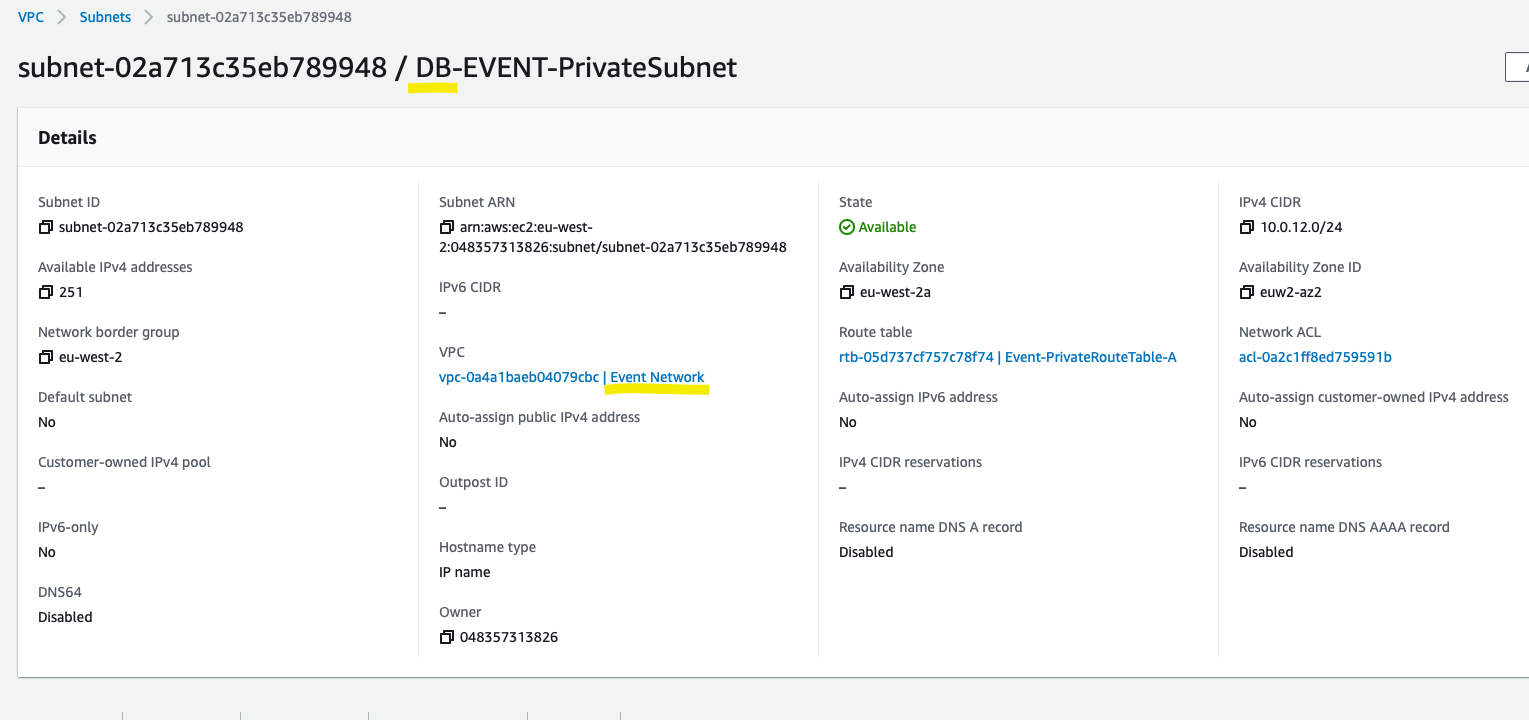 VPC > Subnets > subnet-02a713c35eb789948
subnet-02a713c35eb789948 / DB-EVENT-PrivateSubnet
Details
Subnet ID
subnet-02a713c35eb789948
Available IPv4 addresses
251
Network border group
eu-west-2
Default subnet
No
Customer-owned IPv4 pool
–
IPv6-only
No
DNS64
Disabled
Subnet ARN
arn:aws:ec2:eu-west-
2:048357313826:subnet/subnet-02a713c35eb789948
IPv6 CIDR
–
VPC
vpc-0a4a1baeb04079cbc | Event Network
Auto-assign public IPv4 address
No
Outpost ID
–
Hostname type
IP name
Owner
048357313826
State
Available
Availability Zone
eu-west-2a
Route table
rtb-05d737cf757c78f74 | Event-PrivateRouteTable-A
Auto-assign IPv6 address
No
IPv4 CIDR reservations
–
Resource name DNS A record
Disabled
IPv4 CIDR
10.0.12.0/24
Availability Zone ID
euw2-az2
Network ACL
acl-0a2c1ff8ed759591b
Auto-assign customer-owned IPv4 address
No
IPv6 CIDR reservations
–
Resource name DNS AAAA record
Disabled